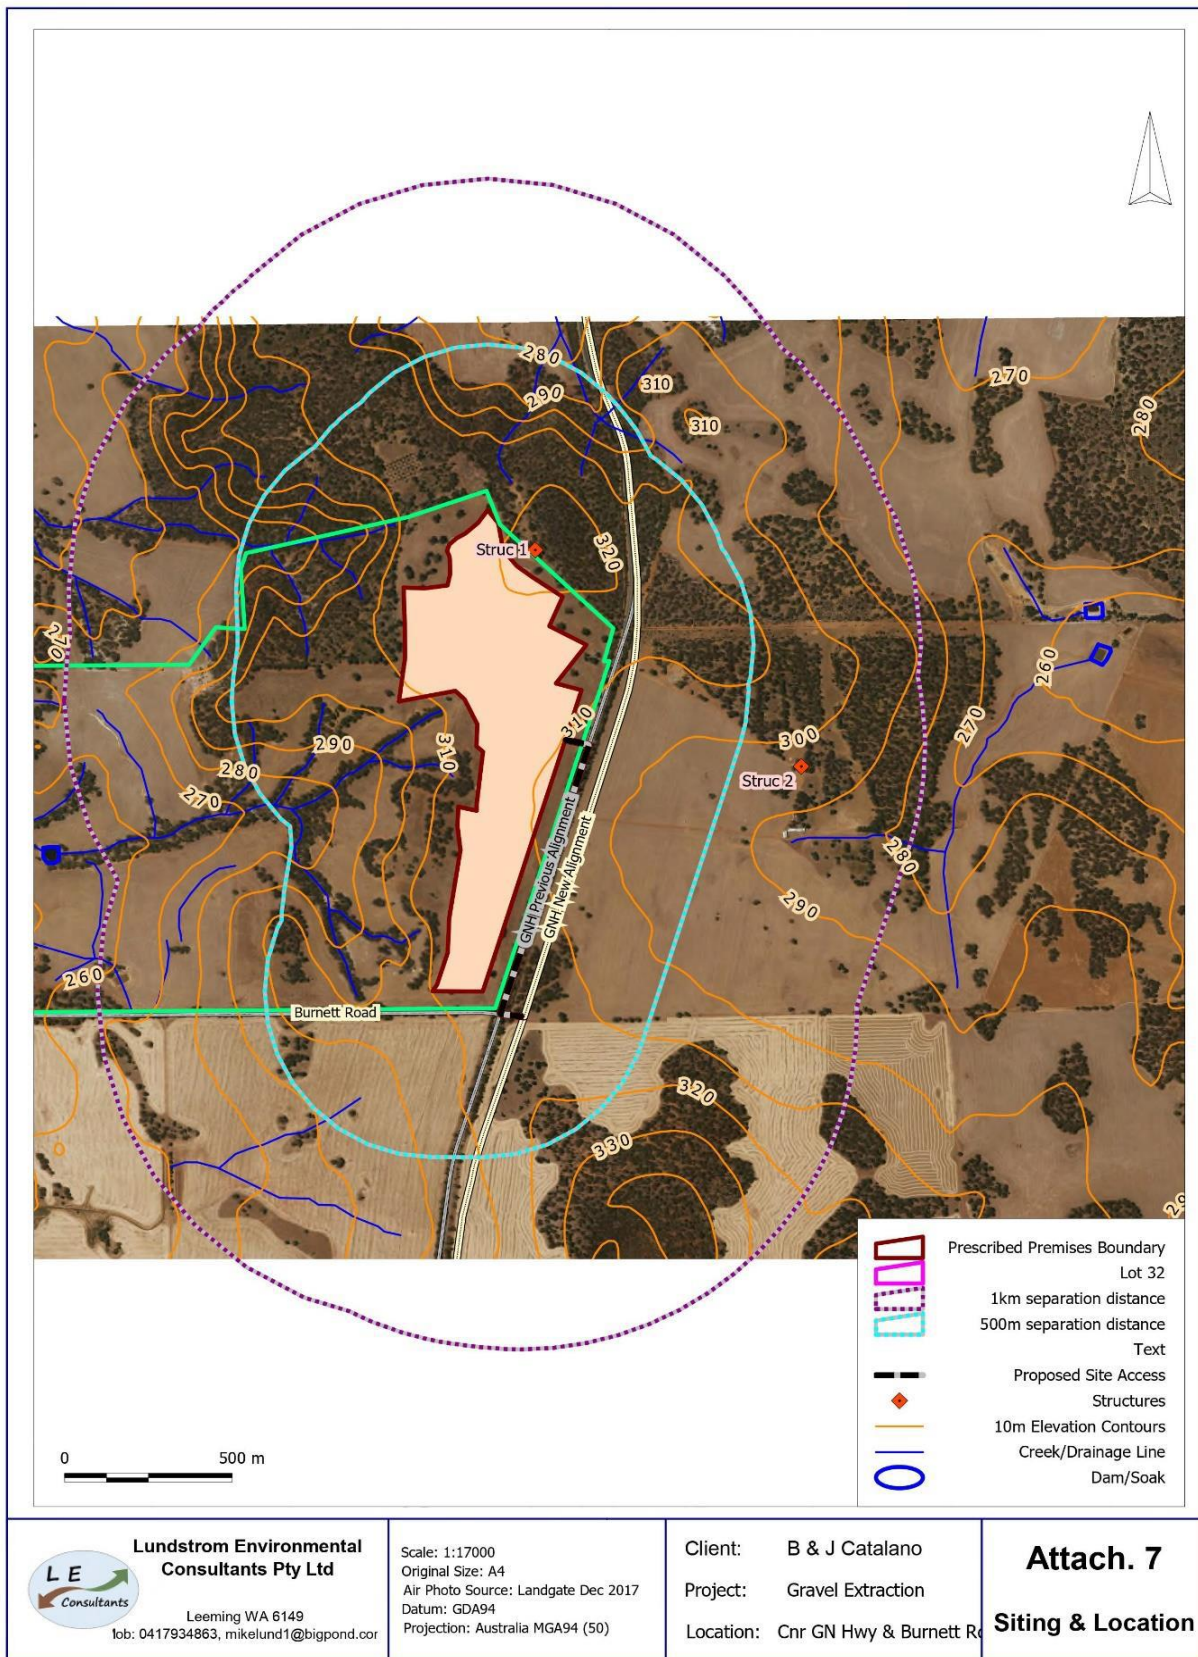 280
290
310
310
270
280
Struc 1
320
270
260
310
290
310
300
270
280
270
Struc 2
280
GNH Previous Alignment
GNH New Alignment
290
260
Burnett Road
320
330
Prescribed Premises Boundary
Lot 32
1km separation distance
500m separation distance
Text
Proposed Site Access
Structures
10m Elevation Contours
Creek/Drainage Line
Dam/Soak
0 500 m
L E
Consultants
Lundstrom Environmental
Consultants Pty Ltd
Leeming WA 6149
0417934863, mikelund1@bigpond.cor
Scale: 1:17000
Original Size: A4
Air Photo Source: Landgate Dec 2017
Datum: GDA94
Projection: Australia MGA94 (50)
Client: B & J Catalano
Project: Gravel Extraction
Location: Cnr GN Hwy & Burnett
Attach. 7
Siting & Location